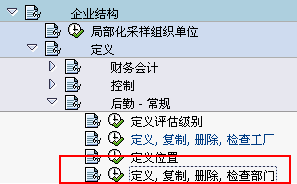 企业结构
局部化采样组织单位
定义
财务会计
控制
后勤 - 常规
定义评估级别
定义, 复制, 删除, 检查工厂
定义位置
定义, 复制, 删除, 检查部门